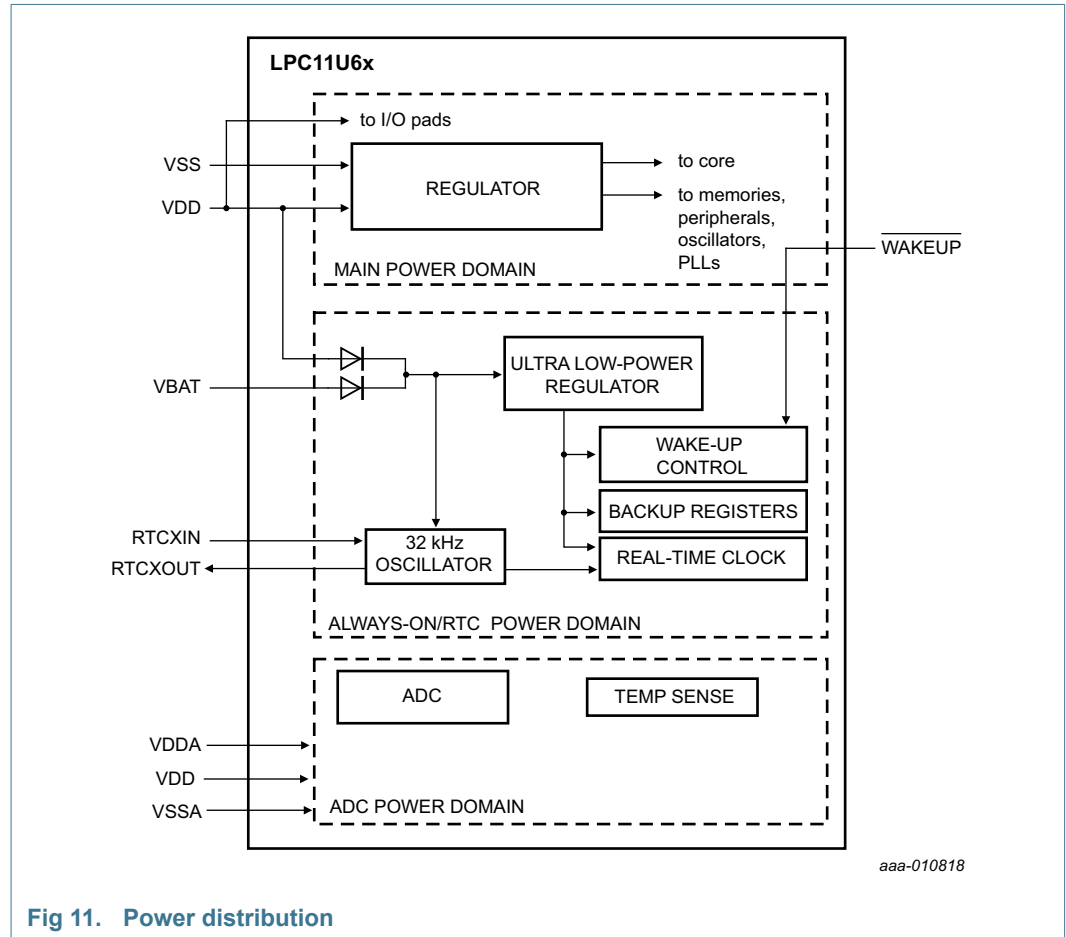 LPC11U6x
to I/O pads
VSS
VDD
REGULATOR
to core
to memories,
peripherals,
oscillators,
PLLs
WAKEUP
MAIN POWER DOMAIN
VBAT
ULTRA LOW-POWER
REGULATOR
WAKE-UP
CONTROL
BACKUP REGISTERS
REAL-TIME CLOCK
RTCXIN
RTCXOUT
32 kHz
OSCILLATOR
ALWAYS-ON/RTC POWER DOMAIN
ADC
TEMP SENSE
VDDA
VDD
VSSA
ADC POWER DOMAIN
aaa-010818
Fig 11. Power distribution